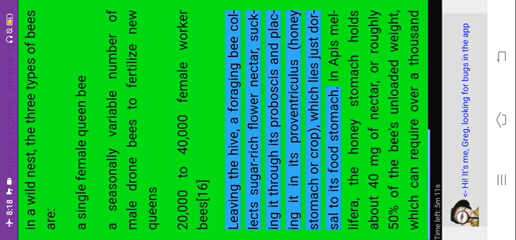 8:18
In a wild nest, the three types of bees
are:
a single female queen bee
a seasonally variable number of
male drone bees to fertilize new
queens
20,000 to 40,000 female worker
bees[16]
Leaving the hive, a foraging bee col-
lects sugar-rich flower nectar, suck-
ing it through its proboscis and plac-
ing it in its proventriculus (honey
stomach or crop), which lies just dor-
sal to its food stomach. In Apis mel-
lifera, the honey stomach holds
about 40 mg of nectar, or roughly
50% of the bee's unloaded weight,
which can require over a thousand
Time left: 5m 11s
<- Hi! It's me, Greg, looking for bugs in the app